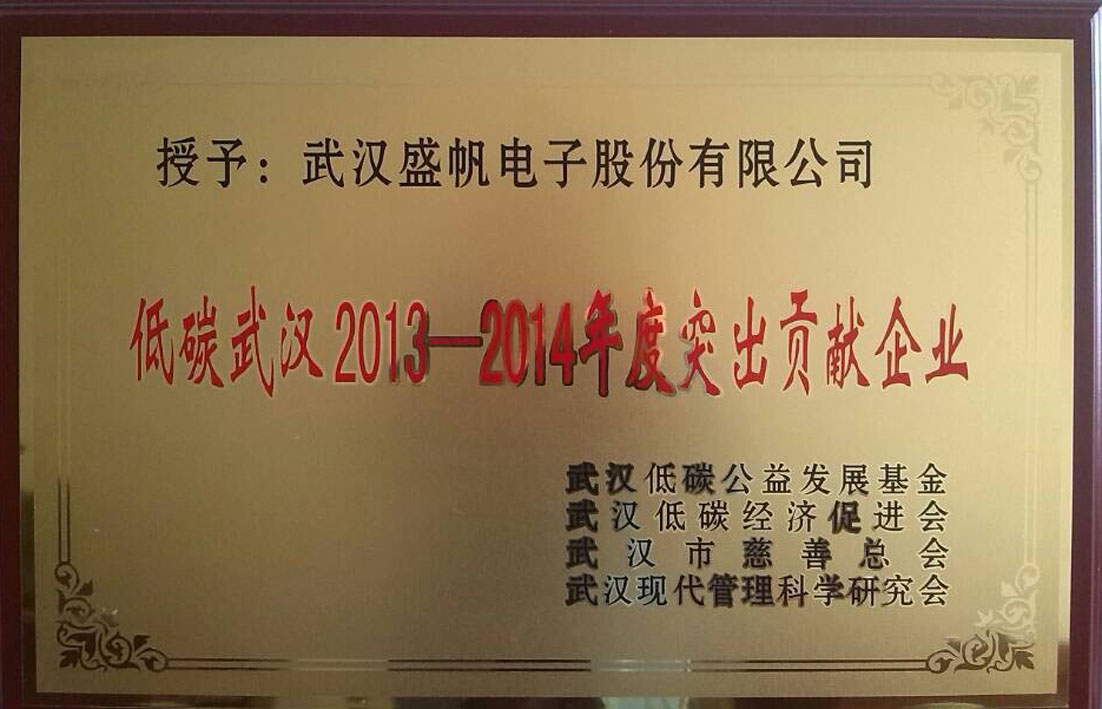 授予：武汉盛帆电子股份有限公司
低碳武汉2013—2014年度突出贡献企业
武汉低碳公益发展基金
武汉低碳经济促进会
武汉市慈善总会
武汉现代管理科学研究会